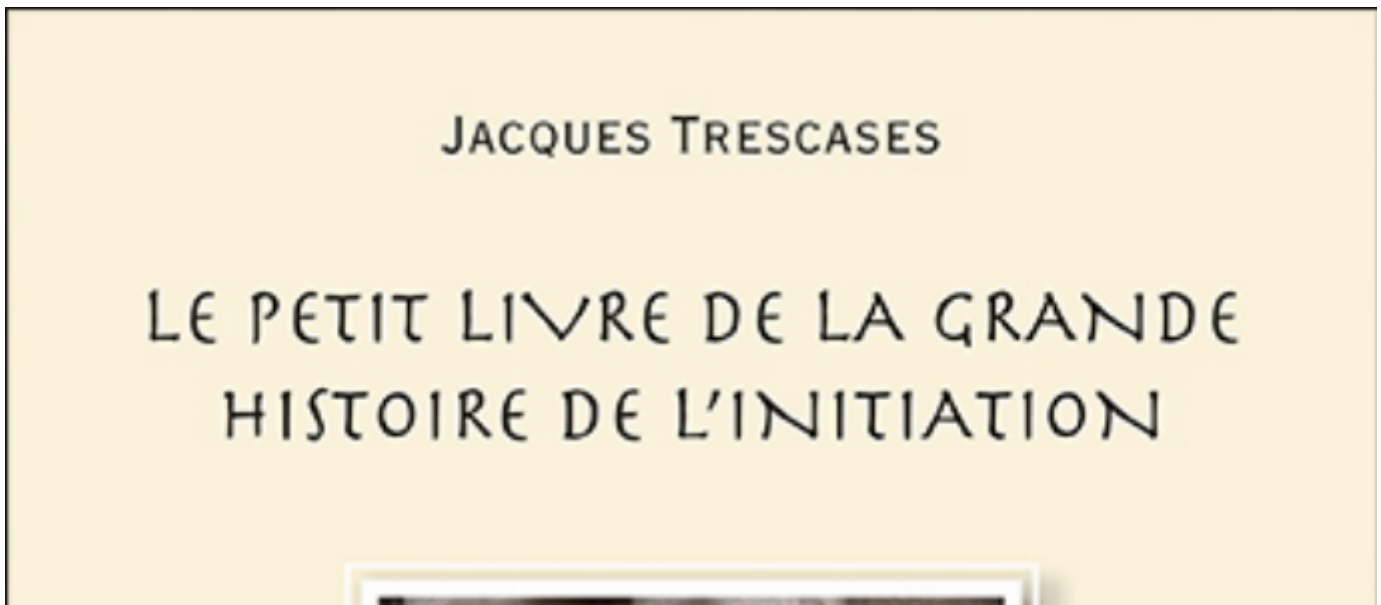 JACQUES TRESCASES
LE PETIT LIVRE DE LA GRANDE
HISTOIRE DE L'INITIATION